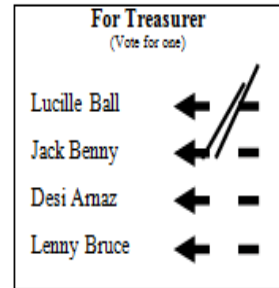 For Treasurer
(Vote for one)
Lucille Ball
Jack Benny
Desi Arnaz
Lenny Bruce